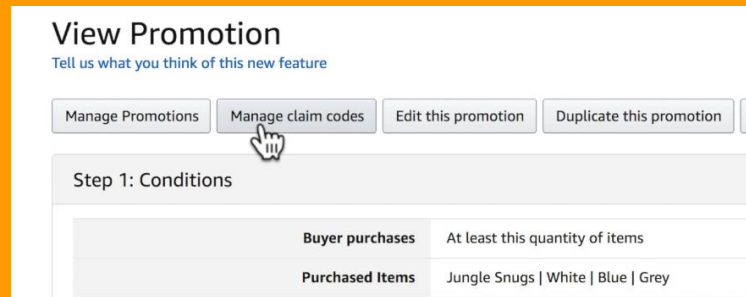 View Promotion
Tell us what you think of this new feature
Manage Promotions Manage claim codes Edit this promotion Duplicate this promotion
Step 1: Conditions
Buyer purchases At least this quantity of items
Purchased Items Jungle Snugs | White | Blue | Grey